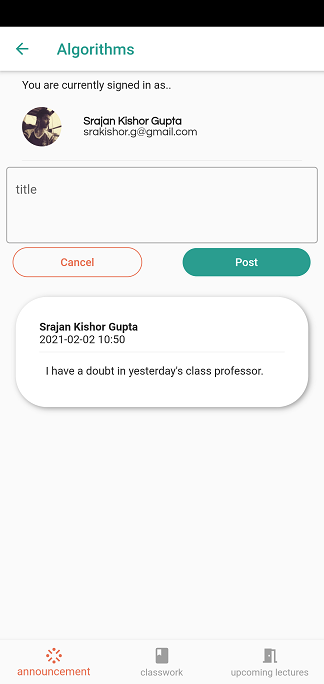 Algorithms
You are currently signed in as..
Srajan Kishor Gupta
srakishor.g@gmail.com
title
Cancel
Post
Srajan Kishor Gupta
2021-02-02 10:50
I have a doubt in yesterday's class professor.
announcement
classwork
upcoming lectures